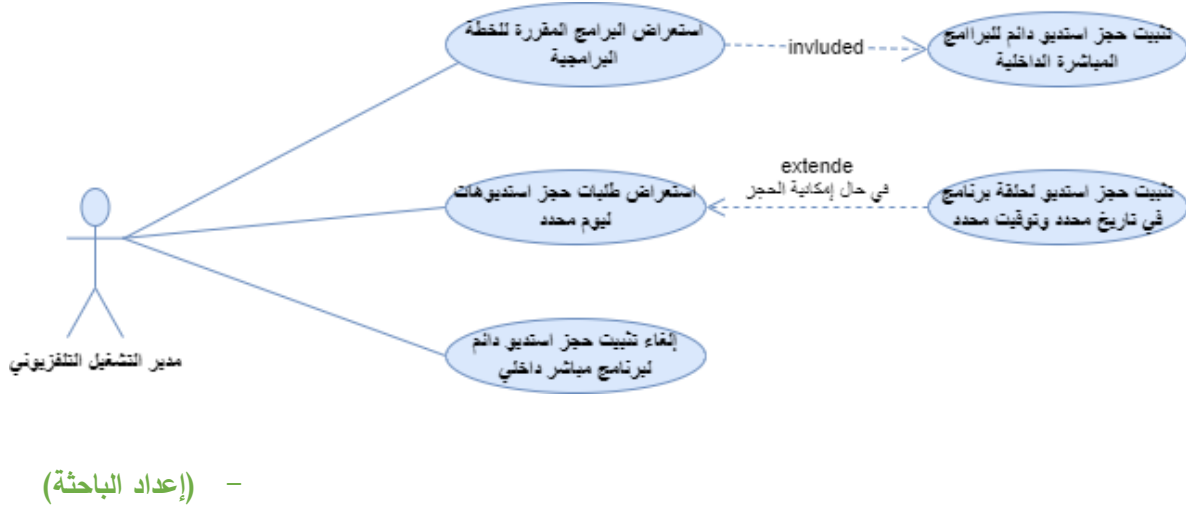 استعراض البرامج المقررة للخطة
البرامجية
invluded
تثبيت حجز استديو دائم للبراامج
المباشرة الداخلية
استعراض طلبات حجز استديوهات
ليوم محدد
extende
في حال إمكانية الحجز
تثبيت حجز استديو لحلقة برنامج
في تاريخ محدد وتوقيت محدد
إلغاء تثبيت حجز استديو دائم
لبرنامج مباشر داخلي
مدير التشغيل التلفزيوني
- (إعداد الباحثة)